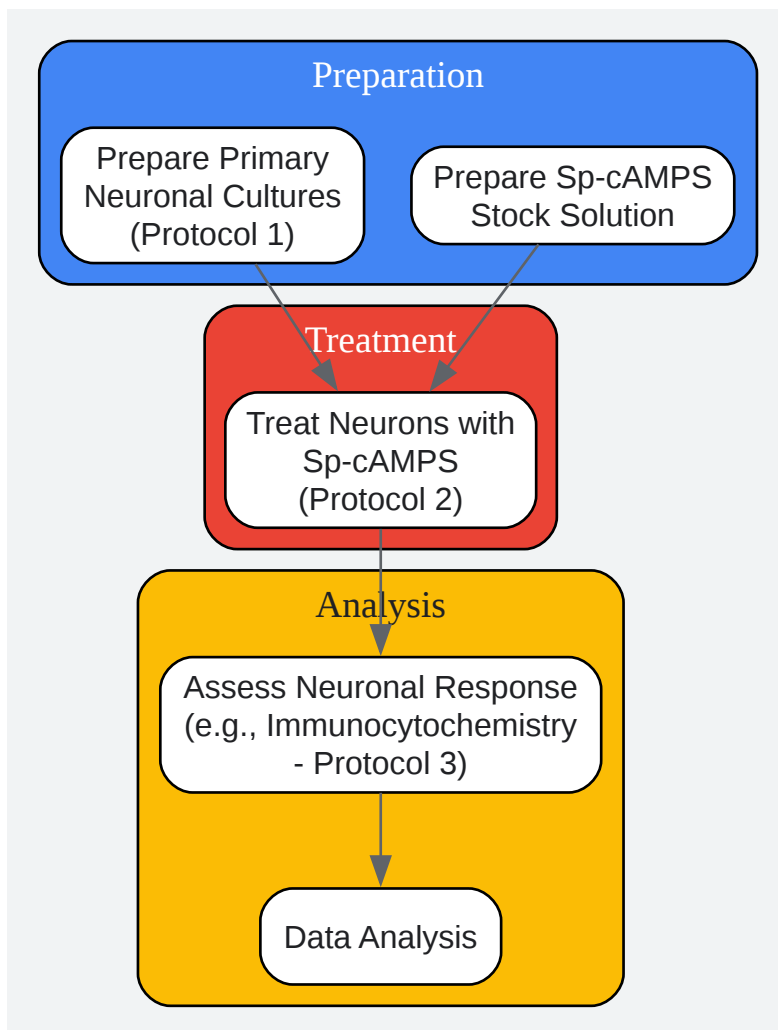 Preparation
Prepare Primary
Neuronal Cultures
(Protocol 1)
Prepare Sp-cAMPS
Stock Solution
Treatment
Treat Neurons with
Sp-cAMPS
(Protocol 2)
Analysis
Assess Neuronal Response
(e.g., Immunocytochemistry
- Protocol 3)
Data Analysis